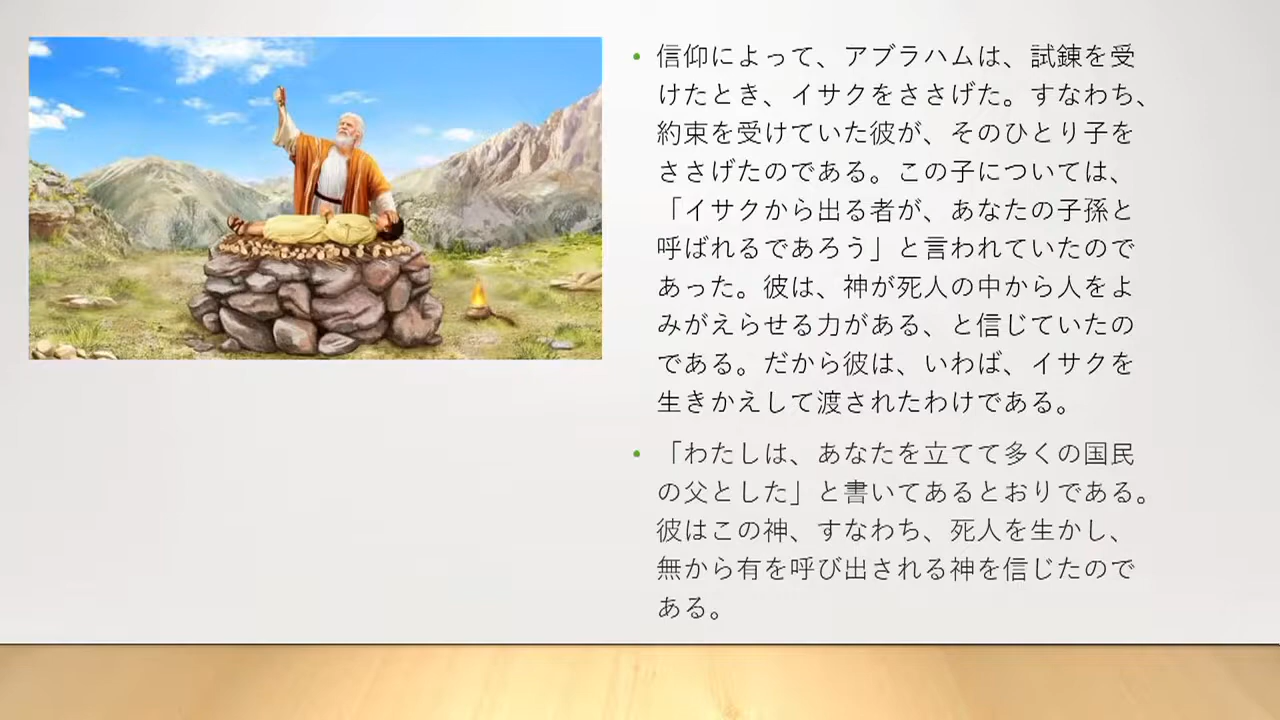 ・信仰によって、アブラハムは、試錬を受
けたとき、イサクをささげた。すなわち、
約束を受けていた彼が、そのひとり子を
ささげたのである。この子については、
「イサクから出る者が、あなたの子孫と
呼ばれるであろう」と言われていたので
あった。彼は、神が死人の中から人をよ
みがえらせる力がある、と信じていたの
である。だから彼は、いわば、イサクを
生きかえして渡されたわけである。
・「わたしは、あなたを立てて多くの国民
の父とした」と書いてあるとおりである。
彼はこの神、すなわち、死人を生かし、
無から有を呼び出される神を信じたので
ある。